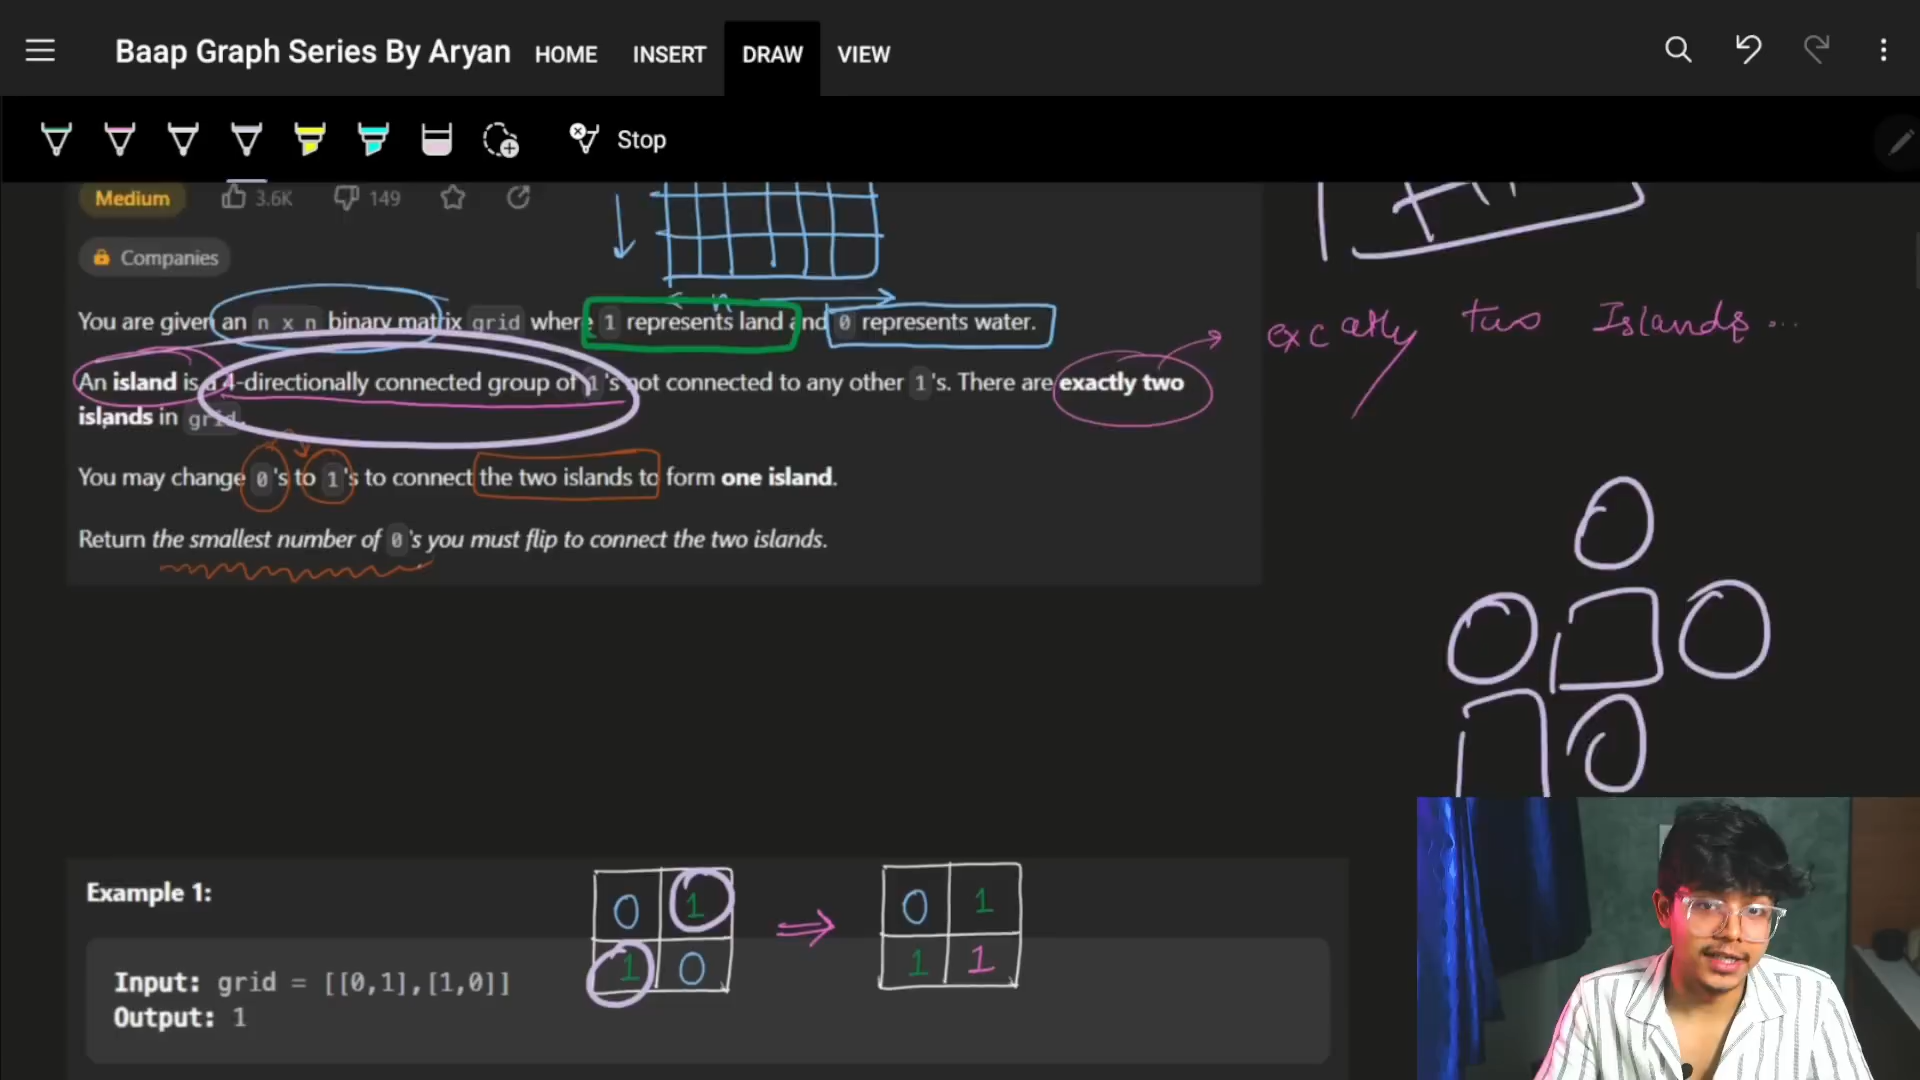 Baap Graph Series By Aryan HOME INSERT DRAW VIEW
Stop
Medium 3.6K 149
Companies
n
You are given an n x n binary matrix grid where 1 represents land and 0 represents water.
excatly two Islands...
An island is a 4-directionally connected group of 1's not connected to any other 1's. There are exactly two
islands in grid.
You may change 0's to 1's to connect the two islands to form one island.
Return the smallest number of 0's you must flip to connect the two islands.
Example 1:
0 1 ⇒ 0 1
1 0 1 1
Input: grid = [[0,1],[1,0]]
Output: 1